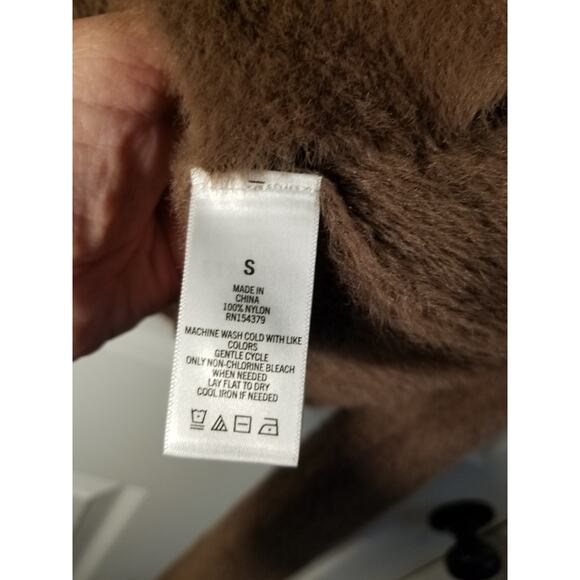 S
MADE IN
CHINA
100% NYLON
RN154379
MACHINE WASH COLD WITH LIKE
COLORS
GENTLE CYCLE
ONLY NON-CHLORINE BLEACH
WHEN NEEDED
LAY FLAT TO DRY
COOL IRON IF NEEDED